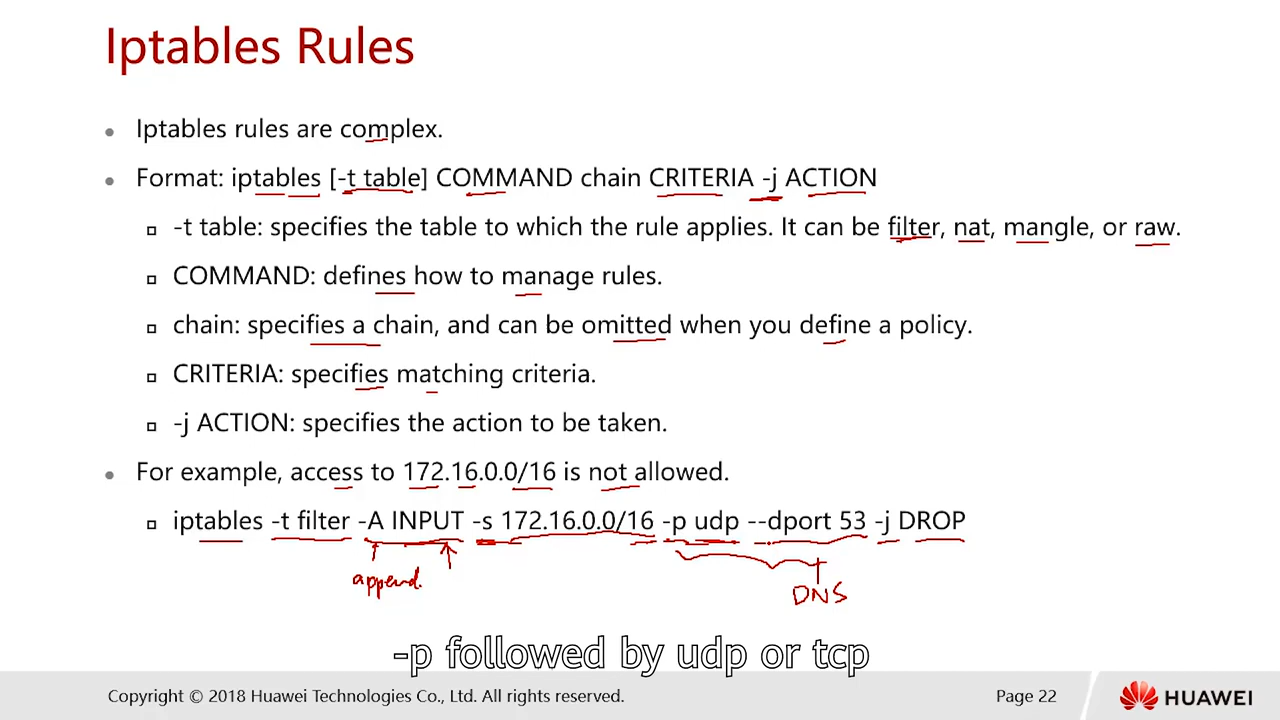 Iptables Rules
Iptables rules are complex.
Format: iptables [-t table] COMMAND chain CRITERIA -j ACTION
-t table: specifies the table to which the rule applies. It can be filter, nat, mangle, or raw.
COMMAND: defines how to manage rules.
chain: specifies a chain, and can be omitted when you define a policy.
CRITERIA: specifies matching criteria.
-j ACTION: specifies the action to be taken.
For example, access to 172.16.0.0/16 is not allowed.
iptables -t filter -A INPUT -s 172.16.0.0/16 -p udp --dport 53 -j DROP
append.
DNS
-p followed by udp or tcp
Copyright © 2018 Huawei Technologies Co., Ltd. All rights reserved.
Page 22
HUAWEI